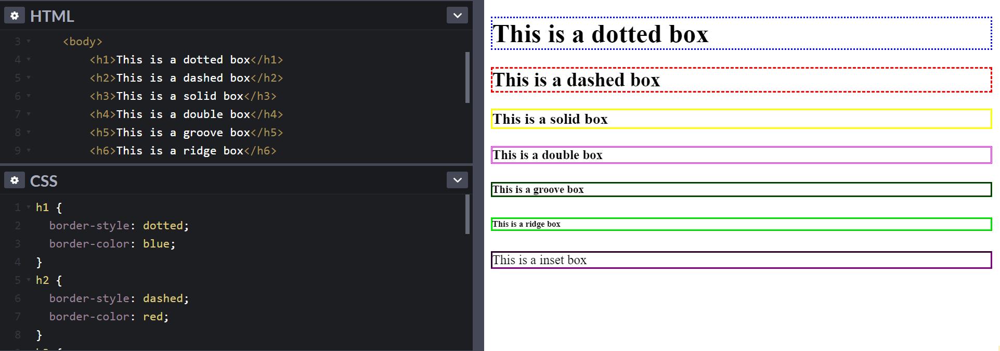 HTML
3 <body>
4 <h1>This is a dotted box</h1>
5 <h2>This is a dashed box</h2>
6 <h3>This is a solid box</h3>
7 <h4>This is a double box</h4>
8 <h5>This is a groove box</h5>
9 <h6>This is a ridge box</h6>
CSS
1 h1 {
2 border-style: dotted;
3 border-color: blue;
4 }
5 h2 {
6 border-style: dashed;
7 border-color: red;
8 }
This is a dotted box
This is a dashed box
This is a solid box
This is a double box
This is a groove box
This is a ridge box
This is a inset box